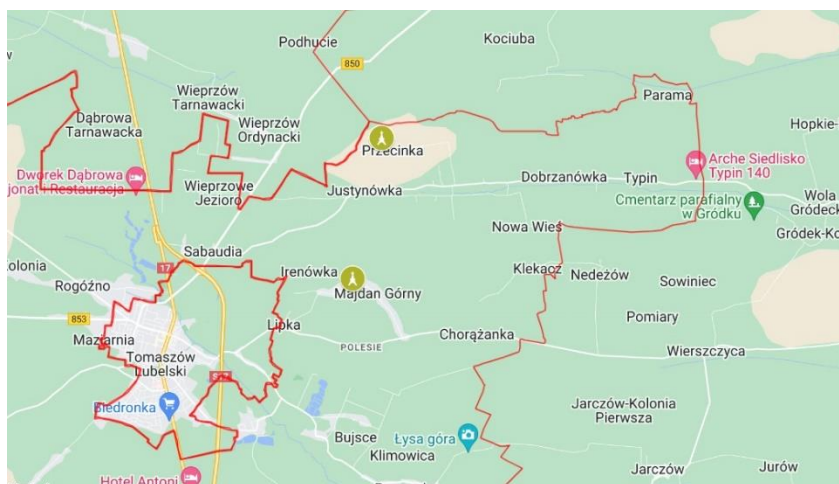 Podhucie
Kociuba
850
Wieprzów
Tarnawacki
Parama
Dąbrowa
Tarnawacka
Wieprzów
Ordynacki
Hopkie-
Przecinka
Arche Siedlisko
Typin 140
Dworek Dąbrowa
jonat i Restauracja
Wieprzowe
Jezioro
Justynówka
Dobrzanówka
Typin
Cmentarz parafialny
w Gródku
Wola
Gródeck
Nowa Wieś
Gródek-Ko
Sabaudia
Kolonia
17
Irenówka
Klekacz
Nedeżów
Sowiniec
Rogóźno
Majdan Górny
853
Lipka
Pomiary
Maziarnia
Chorążanka
POLESIE
Wierszczyca
Tomaszów
Lubelski
Biedronka
Jarczów-Kolonia
Pierwsza
Bujsce
Łysa góra
Klimowica
Jarczów
Jurów
Hotel Antoni